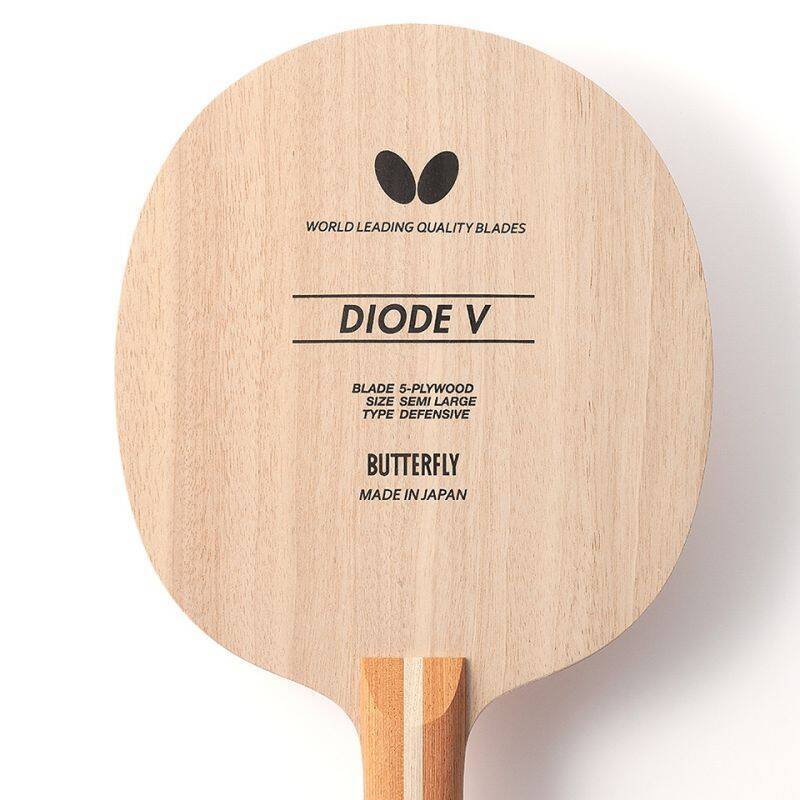 WORLD LEADING QUALITY BLADES
DIODE V
BLADE 5-PLYWOOD
SIZE SEMI LARGE
TYPE DEFENSIVE
BUTTERFLY
MADE IN JAPAN